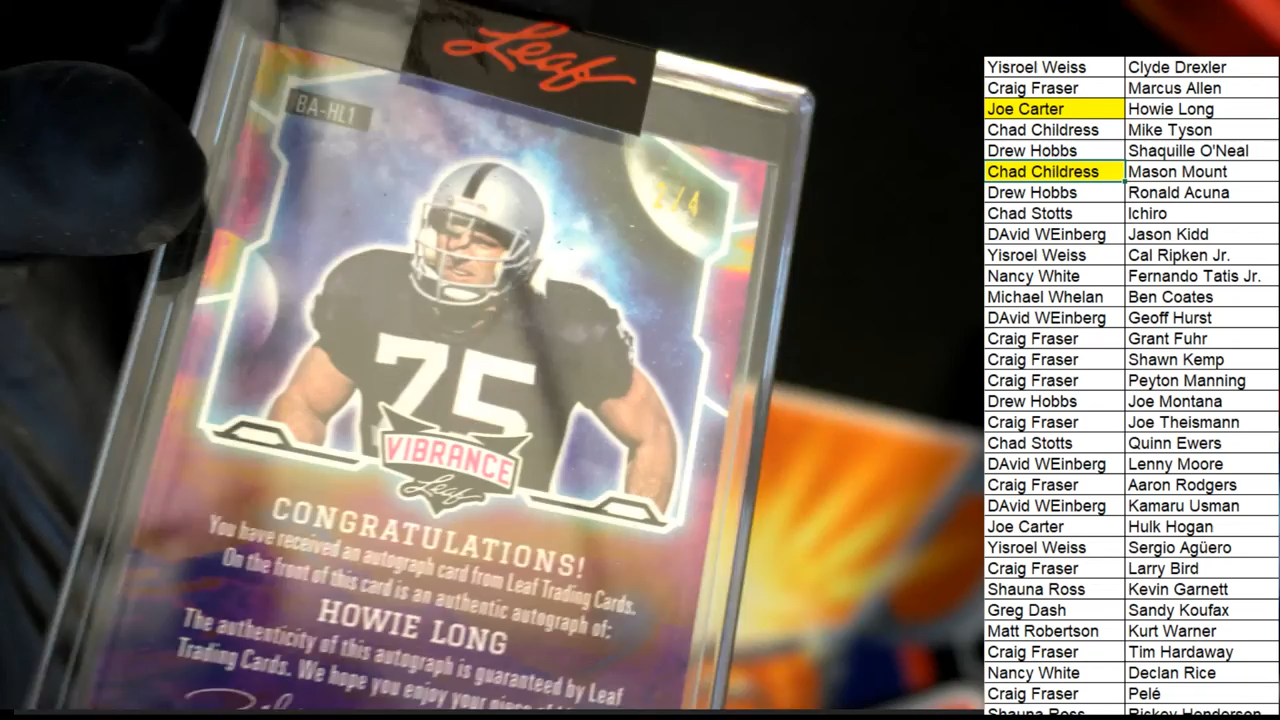 Leaf
BA-HL1
/4
75
VIBRANCE
Leaf
CONGRATULATIONS!
You have received an autograph card from Leaf Trading Cards.
On the front of this card is an authentic autograph of:
HOWIE LONG
The authenticity of this autograph is guaranteed by Leaf
Trading Cards. We hope you enjoy your piece of
Yisroel Weiss Clyde Drexler
Craig Fraser Marcus Allen
Joe Carter Howie Long
Chad Childress Mike Tyson
Drew Hobbs Shaquille O'Neal
Chad Childress Mason Mount
Drew Hobbs Ronald Acuna
Chad Stotts Ichiro
DAvid WEinberg Jason Kidd
Yisroel Weiss Cal Ripken Jr.
Nancy White Fernando Tatis Jr.
Michael Whelan Ben Coates
DAvid WEinberg Geoff Hurst
Craig Fraser Grant Fuhr
Craig Fraser Shawn Kemp
Craig Fraser Peyton Manning
Drew Hobbs Joe Montana
Craig Fraser Joe Theismann
Chad Stotts Quinn Ewers
DAvid WEinberg Lenny Moore
Craig Fraser Aaron Rodgers
DAvid WEinberg Kamaru Usman
Joe Carter Hulk Hogan
Yisroel Weiss Sergio Agüero
Craig Fraser Larry Bird
Shauna Ross Kevin Garnett
Greg Dash Sandy Koufax
Matt Robertson Kurt Warner
Craig Fraser Tim Hardaway
Nancy White Declan Rice
Craig Fraser Pelé
Shauna Ross Rickey Henderson